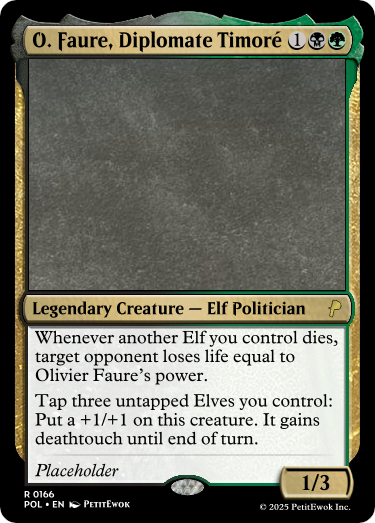 O. Faure, Diplomate Timoré 1
Legendary Creature — Elf Politician
Whenever another Elf you control dies,
target opponent loses life equal to
Olivier Faure's power.
Tap three untapped Elves you control:
Put a +1/+1 on this creature. It gains
deathtouch until end of turn.
Placeholder
1/3
R 0166
POL • EN PetitEwok
© 2025 PetitEwok Inc.